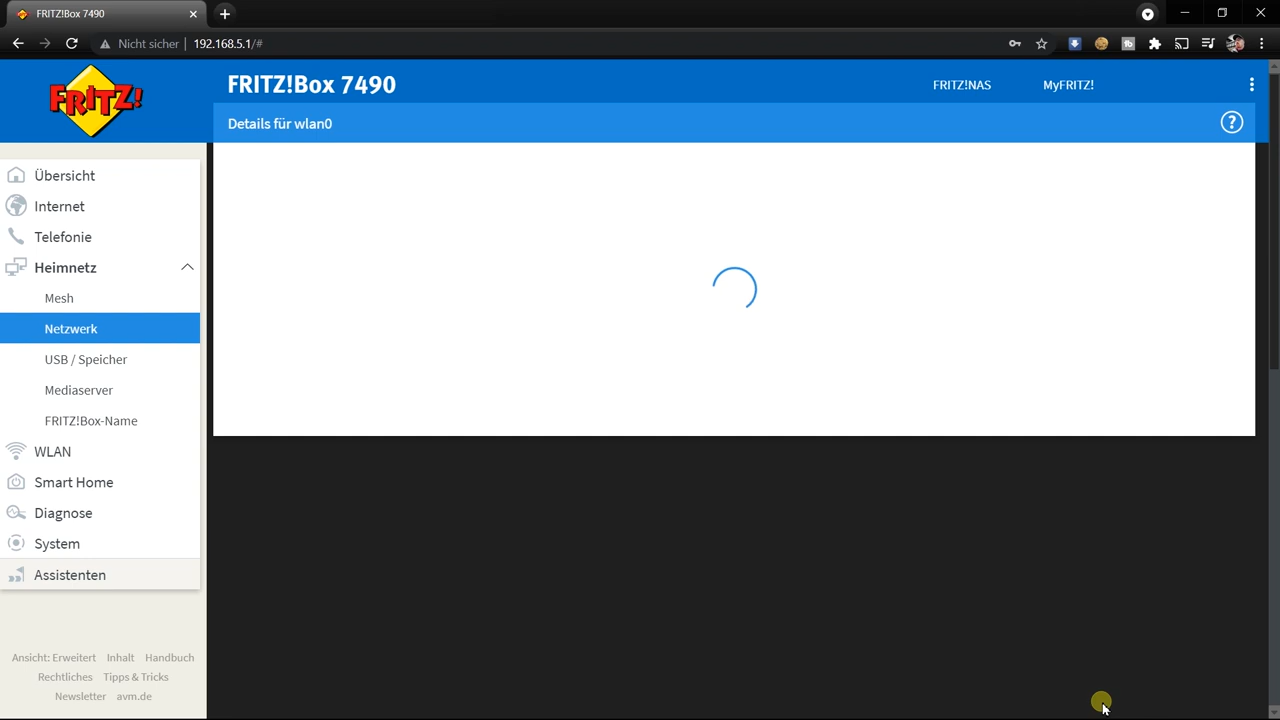 FRITZ!Box 7490
Nicht sicher
192.168.5.1/#
FRITZ!
FRITZ!Box 7490
FRITZ!NAS
MyFRITZ!
Details für wlan0
Übersicht
Internet
Telefonie
Heimnetz
Mesh
Netzwerk
USB / Speicher
Mediaserver
FRITZ!Box-Name
WLAN
Smart Home
Diagnose
System
Assistenten
Ansicht: Erweitert Inhalt Handbuch
Rechtliches Tipps & Tricks
Newsletter avm.de